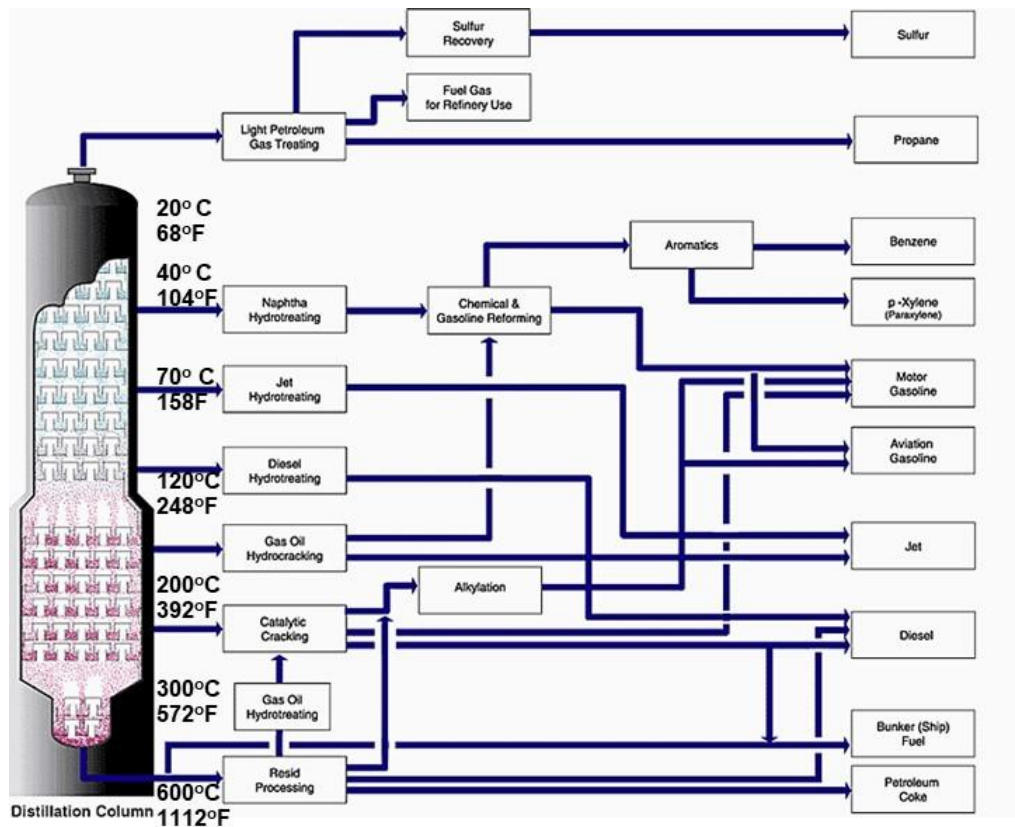 Sulfur
Recovery
Sulfur
Fuel Gas
for Refinery Use
Light Petroleum
Gas Treating
Propane
20° C
68°F
Aromatics
Benzene
40° C
104°F
Naphtha
Hydrotreating
Chemical &
Gasoline Reforming
p -Xylene
(Paraxylene)
70° C
158F
Jet
Hydrotreating
Motor
Gasoline
Aviation
Gasoline
Diesel
Hydrotreating
120°C
248°F
Gas Oil
Hydrocracking
Jet
200°C
392°F
Alkylation
Catalytic
Cracking
Diesel
300°C
572°F
Gas Oil
Hydrotreating
Bunker (Ship)
Fuel
Resid
Processing
Petroleum
Coke
600°C
1112°F
Distillation Column